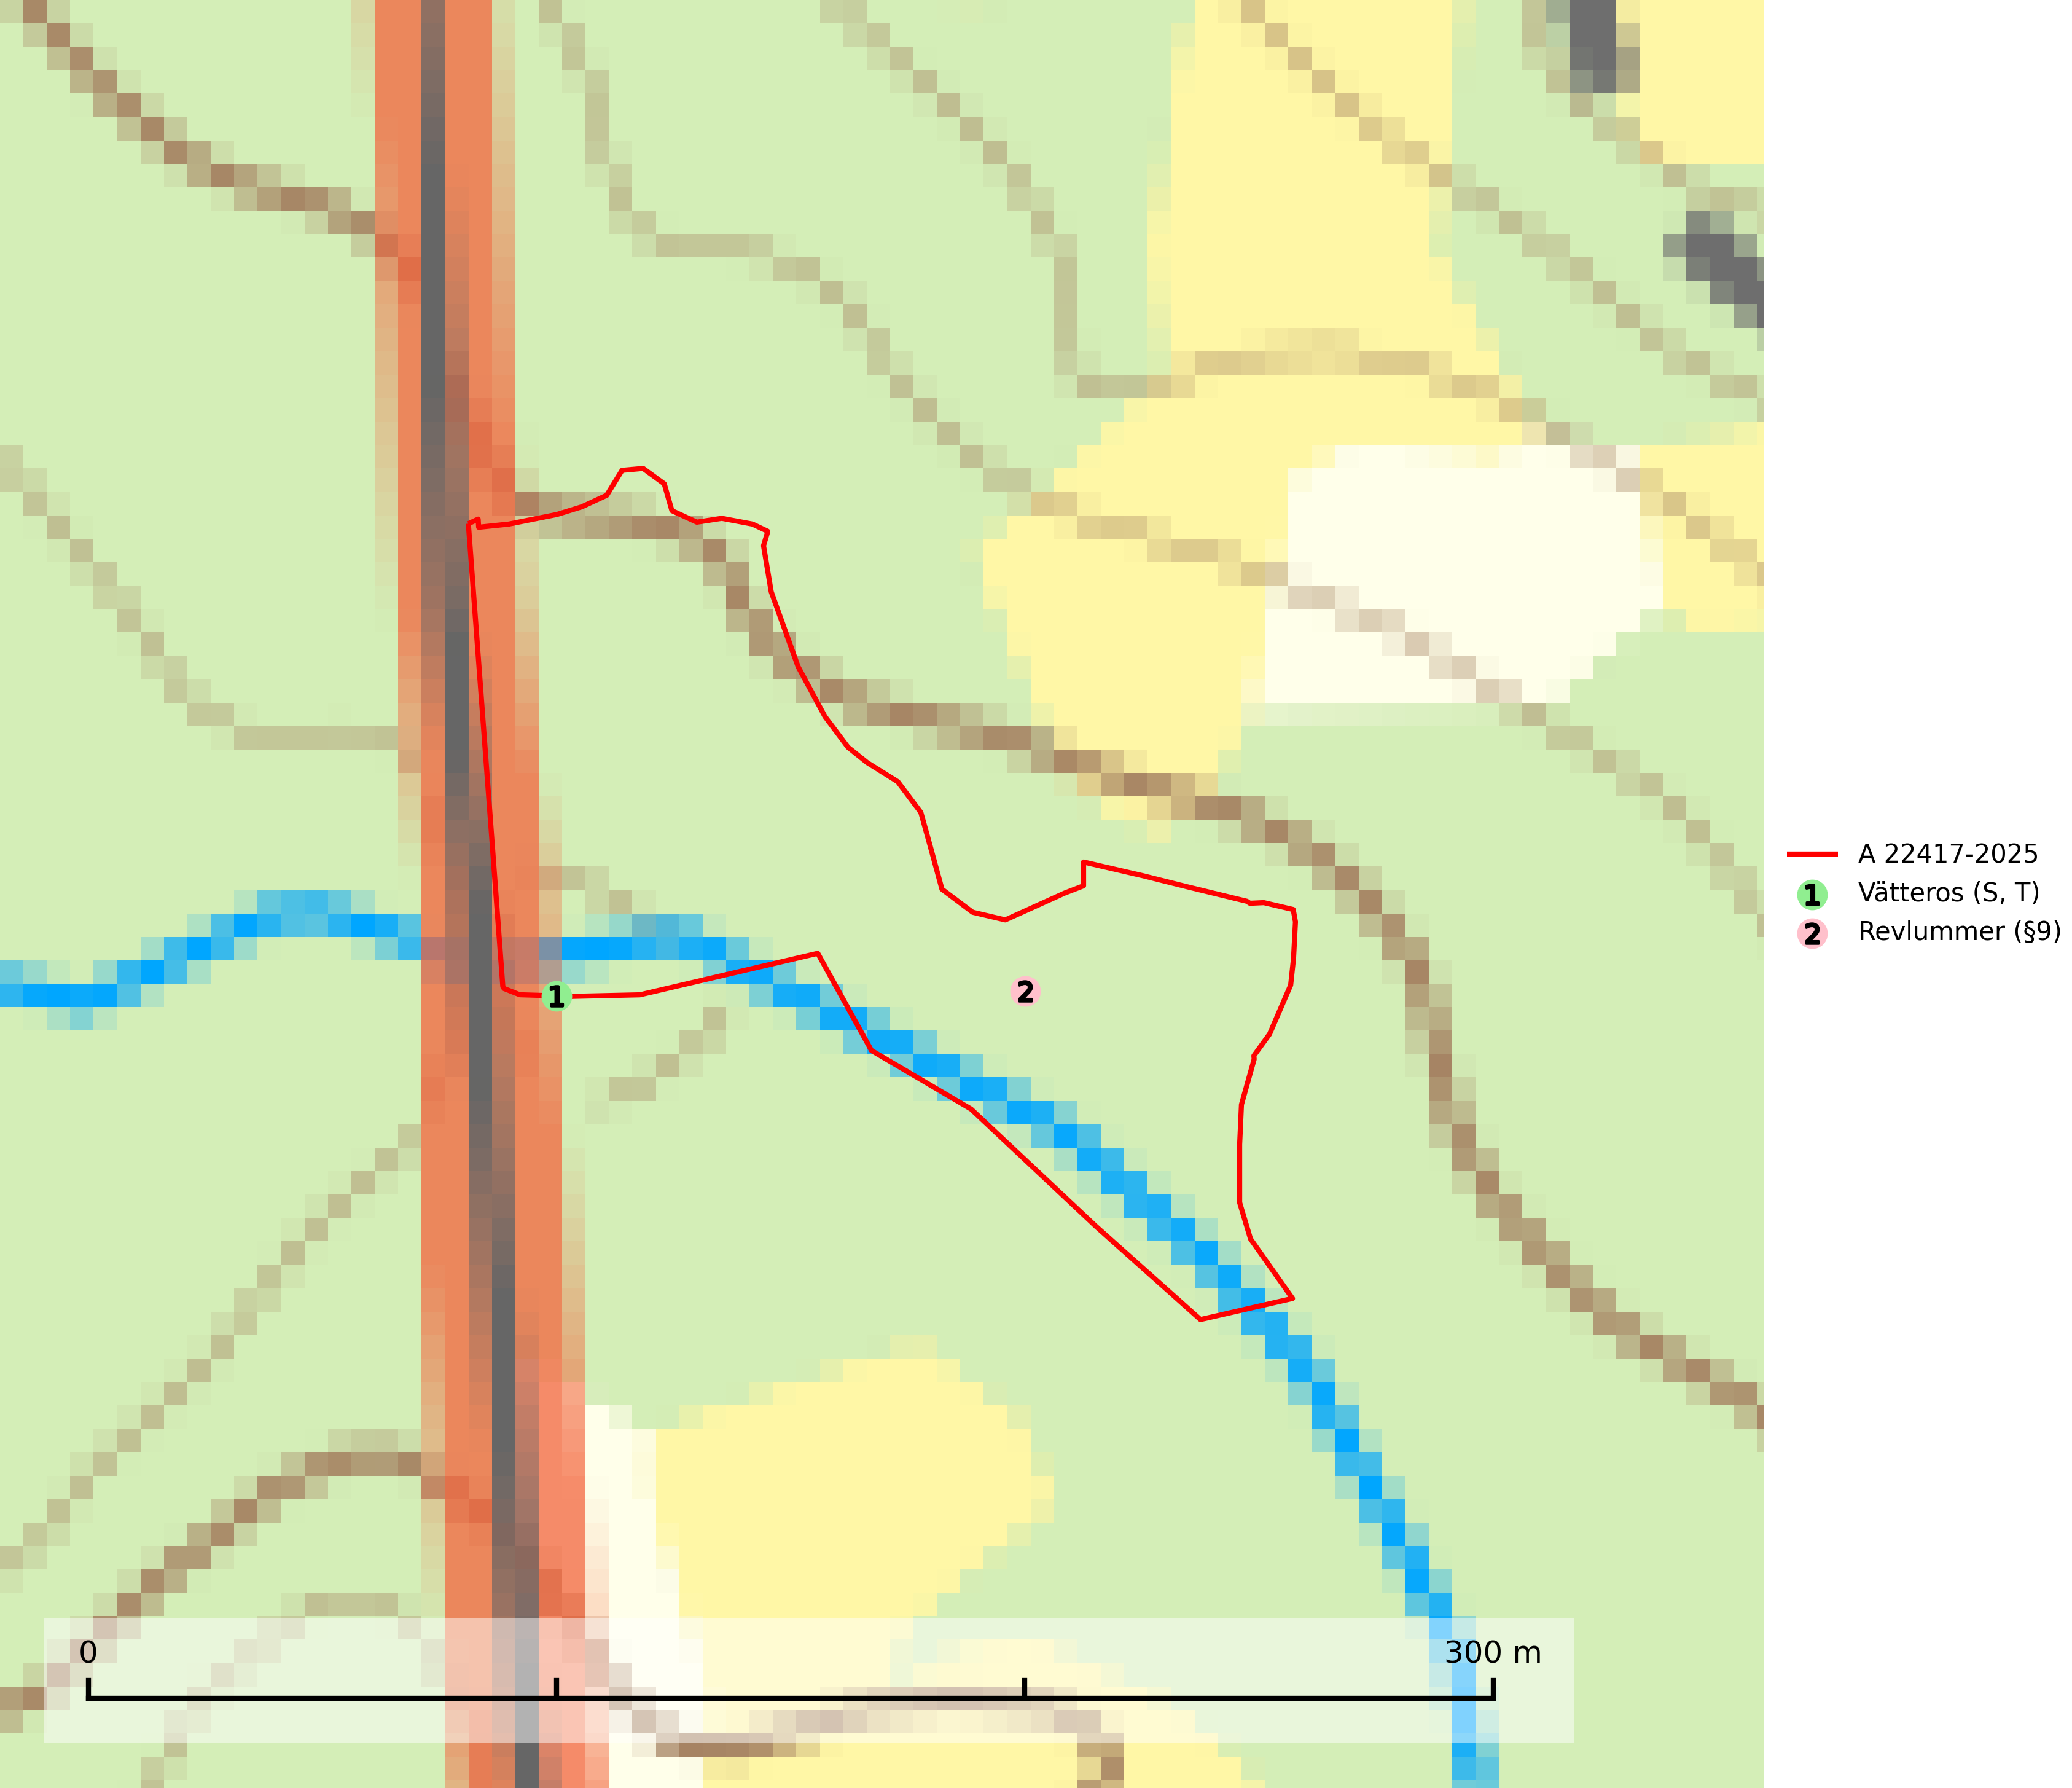 A 22417-2025
1 Vätteros (S, T)
2 Revlummer (§9)
1
2
0 300 m